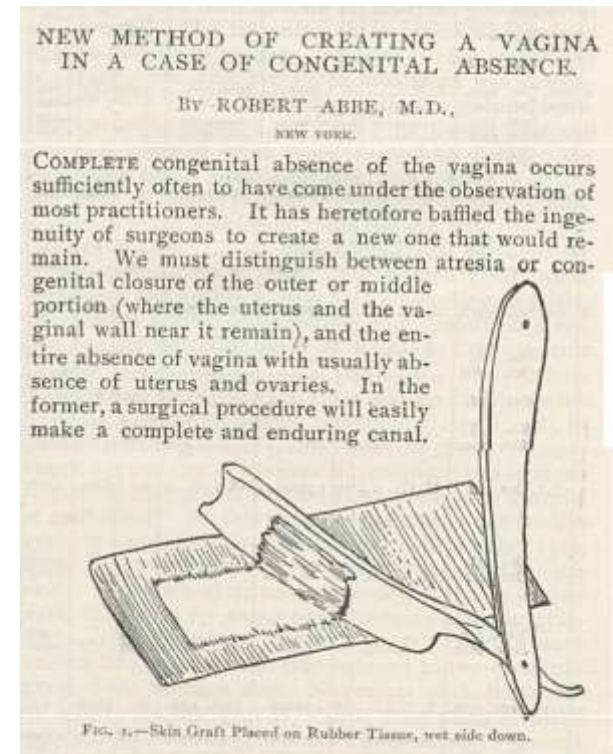 NEW METHOD OF CREATING A VAGINA
IN A CASE OF CONGENITAL ABSENCE.
BY ROBERT ABBE, M.D.,
NEW YORK.
COMPLETE congenital absence of the vagina occurs
sufficiently often to have come under the observation of
most practitioners. It has heretofore baffled the inge-
nuity of surgeons to create a new one that would re-
main. We must distinguish between atresia or con-
genital closure of the outer or middle
portion (where the uterus and the va-
ginal wall near it remain), and the en-
tire absence of vagina with usually ab-
sence of uterus and ovaries. In the
former, a surgical procedure will easily
make a complete and enduring canal.
FIG. 1.—Skin Graft Placed on Rubber Tissue, wet side down.